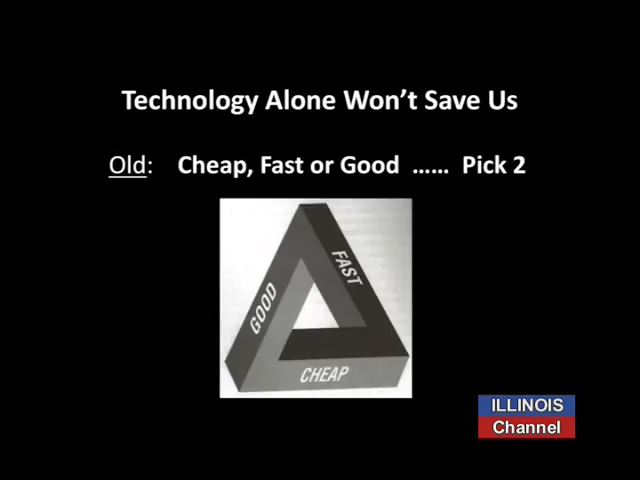 Technology Alone Won't Save Us
Old: Cheap, Fast or Good …… Pick 2
FAST
GOOD
CHEAP
ILLINOIS
Channel